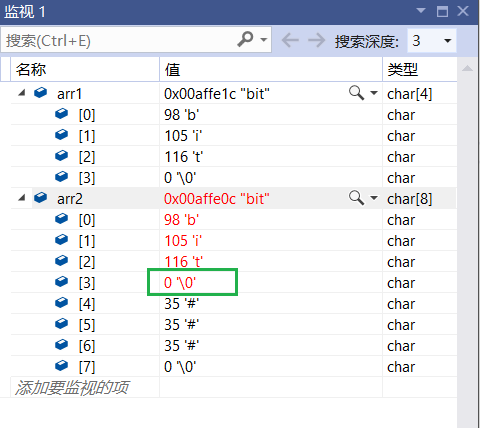 监视 1
搜索(Ctrl+E) 搜索深度: 3
名称 值 类型
arr1 0x00affe1c "bit" char[4]
[0] 98 'b' char
[1] 105 'i' char
[2] 116 't' char
[3] 0 '\0' char
arr2 0x00affe0c "bit" char[8]
[0] 98 'b' char
[1] 105 'i' char
[2] 116 't' char
[3] 0 '\0' char
[4] 35 '#' char
[5] 35 '#' char
[6] 35 '#' char
[7] 0 '\0' char
添加要监视的项